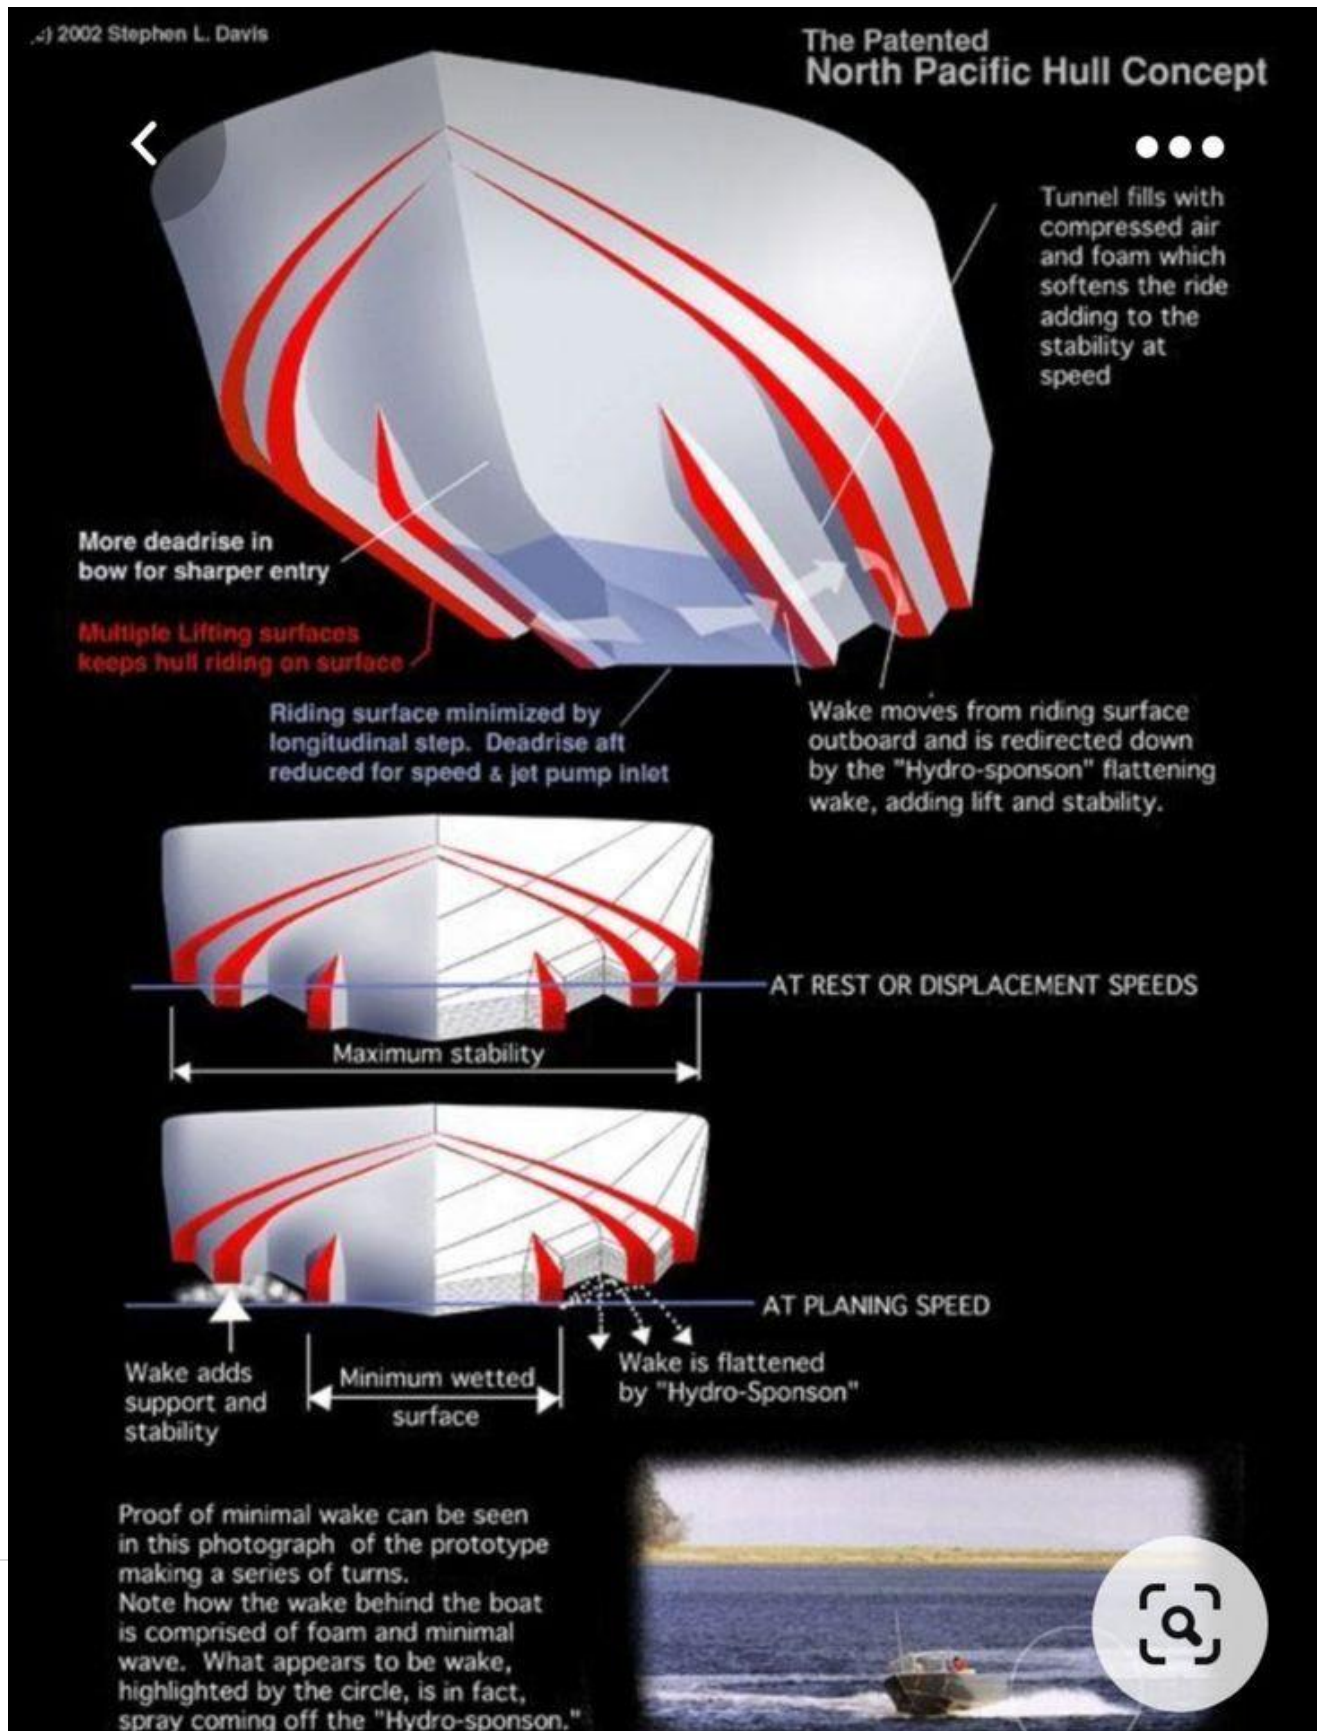 (c) 2002 Stephen L. Davis
The Patented
North Pacific Hull Concept
Tunnel fills with
compressed air
and foam which
softens the ride
adding to the
stability at
speed
More deadrise in
bow for sharper entry
Multiple Lifting surfaces
keeps hull riding on surface
Riding surface minimized by
longitudinal step. Deadrise aft
reduced for speed & jet pump inlet
Wake moves from riding surface
outboard and is redirected down
by the "Hydro-sponson" flattening
wake, adding lift and stability.
AT REST OR DISPLACEMENT SPEEDS
Maximum stability
AT PLANING SPEED
Wake adds
support and
stability
Minimum wetted
surface
Wake is flattened
by "Hydro-Sponson"
Proof of minimal wake can be seen
in this photograph of the prototype
making a series of turns.
Note how the wake behind the boat
is comprised of foam and minimal
wave. What appears to be wake,
highlighted by the circle, is in fact,
spray coming off the "Hydro-sponson."